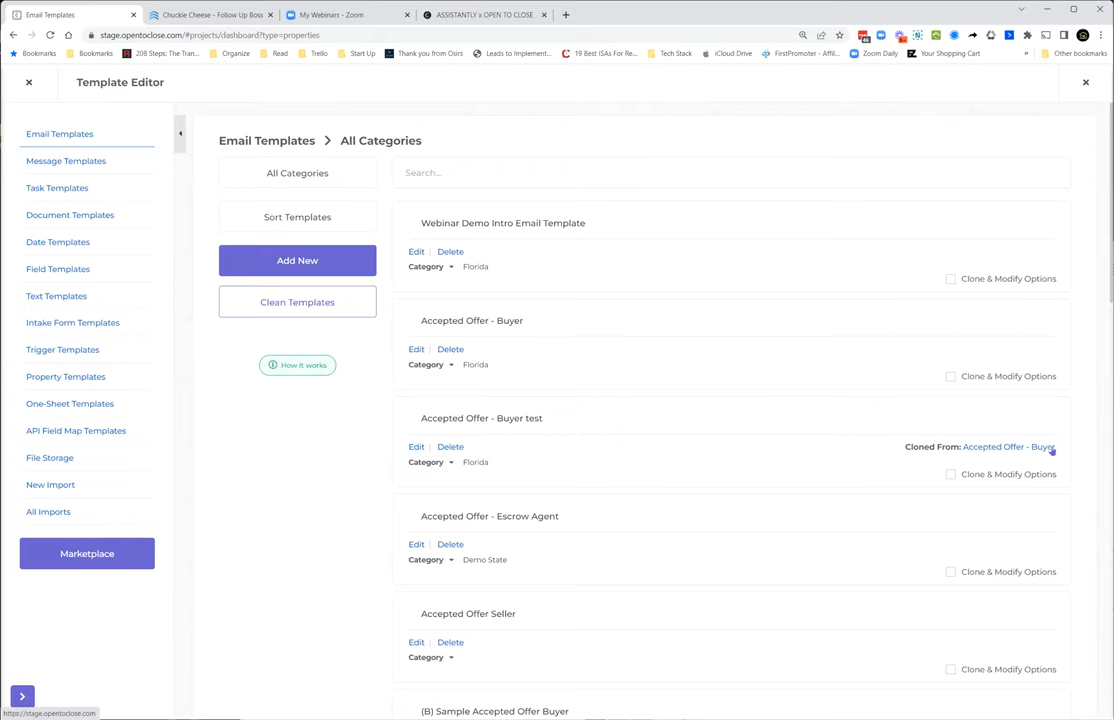 Email Templates
Chuckie Cheese - Follow Up Boss
My Webinars - Zoom
ASSISTANTLY x OPEN TO CLOSE
stage.opentoclose.com/#projects/dashboard?type=properties
Bookmarks
Bookmarks
208 Steps: The Tran...
Organize
Read
Trello
Start Up
Thank you from Osirs
Leads to Implement...
19 Best ISAs For Re...
Tech Stack
iCloud Drive
FirstPromoter - Affil...
Zoom Daily
Your Shopping Cart
Other bookmarks
Template Editor
Email Templates
Message Templates
Task Templates
Document Templates
Date Templates
Field Templates
Text Templates
Intake Form Templates
Trigger Templates
Property Templates
One-Sheet Templates
API Field Map Templates
File Storage
New Import
All Imports
Marketplace
Email Templates > All Categories
All Categories
Sort Templates
Add New
Clean Templates
How it works
Search...
Webinar Demo Intro Email Template
Edit | Delete
Category Florida
Clone & Modify Options
Accepted Offer - Buyer
Edit | Delete
Category Florida
Clone & Modify Options
Accepted Offer - Buyer test
Edit | Delete
Cloned From: Accepted Offer - Buyer
Category Florida
Clone & Modify Options
Accepted Offer - Escrow Agent
Edit | Delete
Category Demo State
Clone & Modify Options
Accepted Offer Seller
Edit | Delete
Category
Clone & Modify Options
(B) Sample Accepted Offer Buyer
https://stage.opentoclose.com